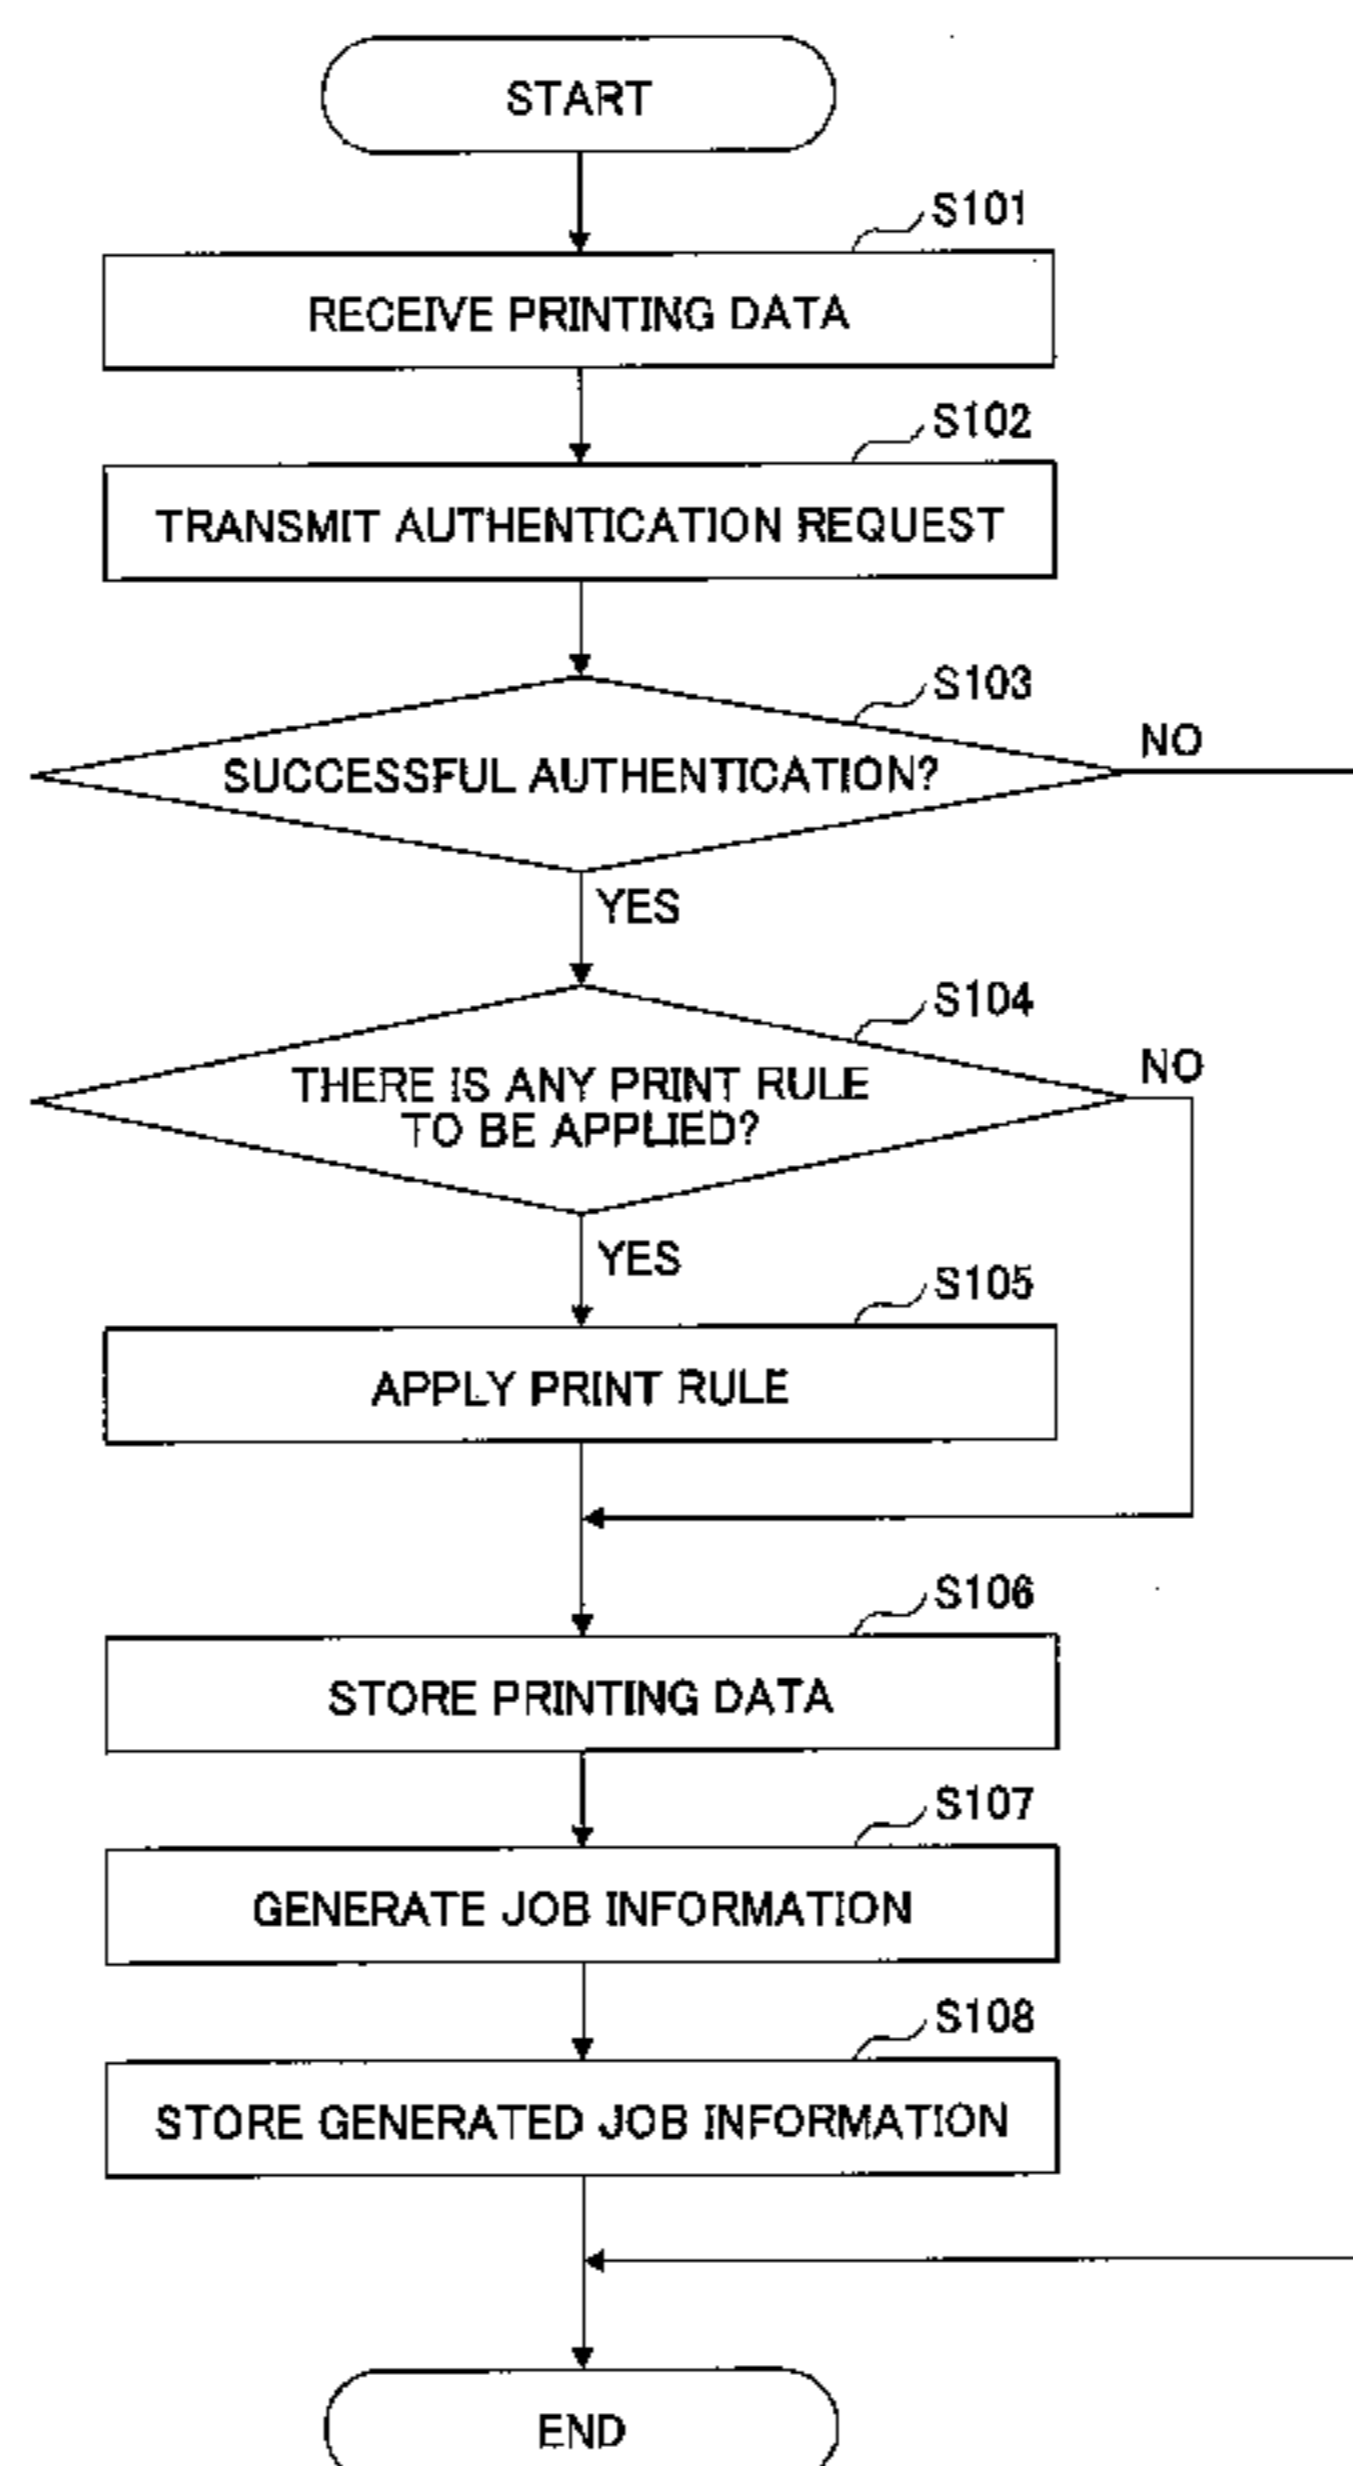 START
S101
RECEIVE PRINTING DATA
S102
TRANSMIT AUTHENTICATION REQUEST
S103
NO
SUCCESSFUL AUTHENTICATION?
YES
S104
NO
THERE IS ANY PRINT RULE
TO BE APPLIED?
YES
S105
APPLY PRINT RULE
S106
STORE PRINTING DATA
S107
GENERATE JOB INFORMATION
S108
STORE GENERATED JOB INFORMATION
END